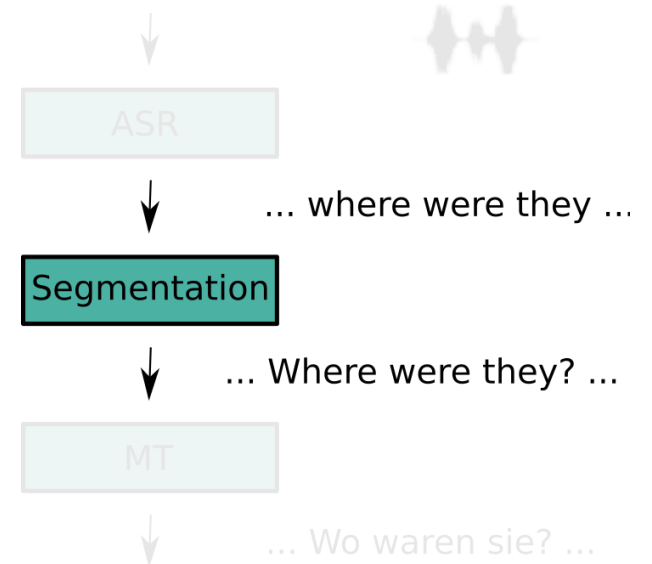 ASR
... where were they ...
Segmentation
... Where were they? ...
MT
... Wo waren sie? ...